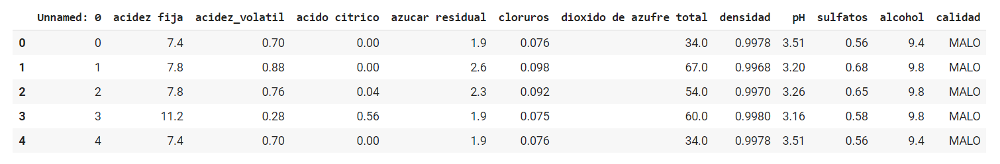 Unnamed: 0 acidez fija acidez_volatil acido citrico azucar residual cloruros dioxido de azufre total densidad pH sulfatos alcohol calidad
0 0 7.4 0.70 0.00 1.9 0.076 34.0 0.9978 3.51 0.56 9.4 MALO
1 1 7.8 0.88 0.00 2.6 0.098 67.0 0.9968 3.20 0.68 9.8 MALO
2 2 7.8 0.76 0.04 2.3 0.092 54.0 0.9970 3.26 0.65 9.8 MALO
3 3 11.2 0.28 0.56 1.9 0.075 60.0 0.9980 3.16 0.58 9.8 MALO
4 4 7.4 0.70 0.00 1.9 0.076 34.0 0.9978 3.51 0.56 9.4 MALO